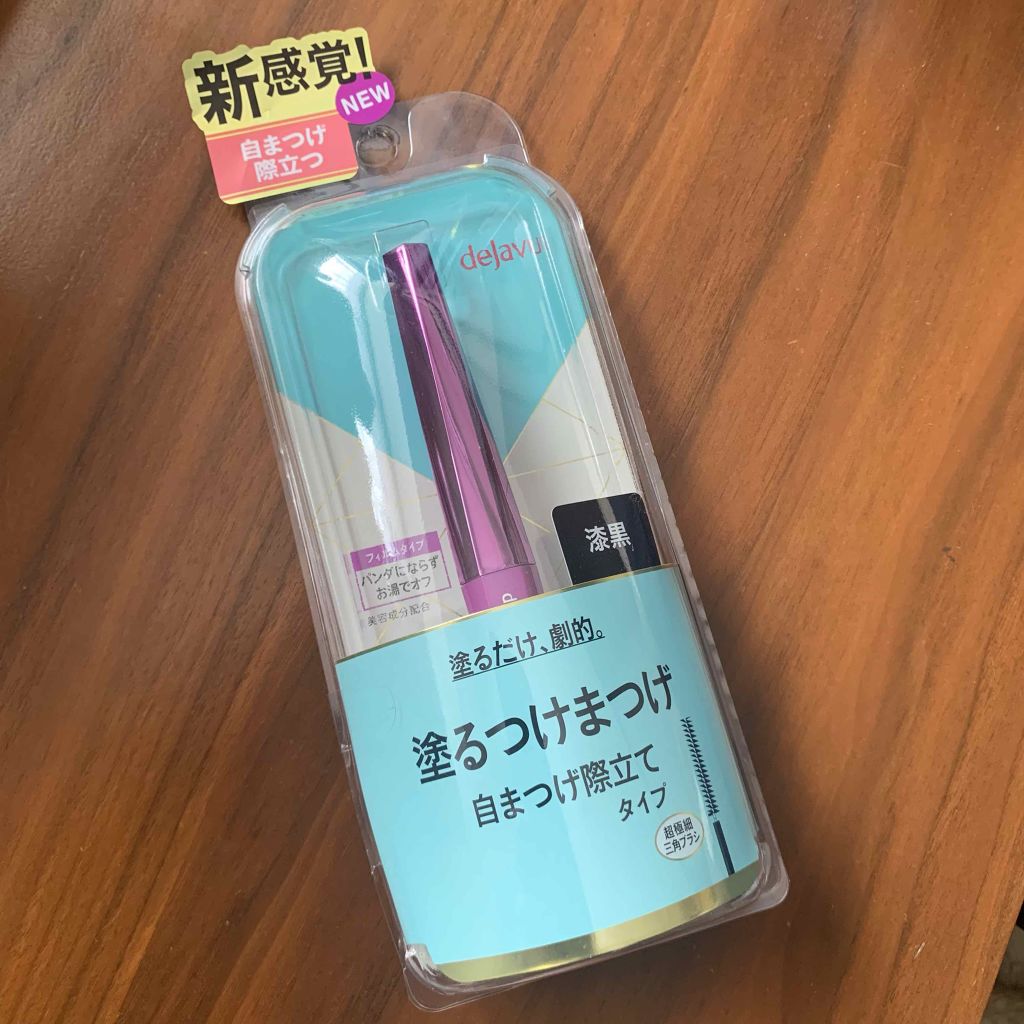 新感覚!
NEW
自まつげ
際立つ
deJavu
漆黒
フィルムタイプ
パンダにならず
お湯でオフ
美容成分配合
塗るだけ、劇的。
塗るつけまつげ
自まつげ際立て
タイプ
超極細
三角ブラシ